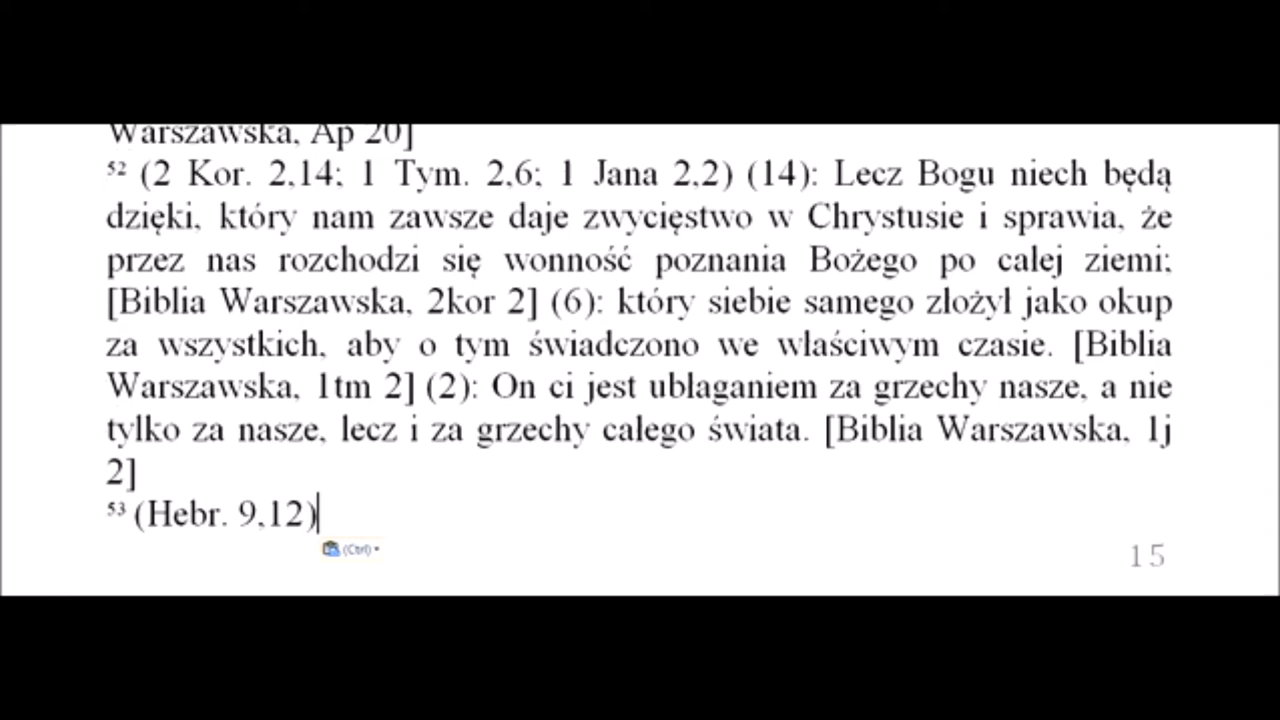 Warszawska, Ap 20]
52 (2 Kor. 2,14; 1 Tym. 2,6; 1 Jana 2,2) (14): Lecz Bogu niech będą
dzięki, który nam zawsze daje zwycięstwo w Chrystusie i sprawia, że
przez nas rozchodzi się wonność poznania Bożego po całej ziemi;
[Biblia Warszawska, 2kor 2] (6): który siebie samego złożył jako okup
za wszystkich, aby o tym świadczono we właściwym czasie. [Biblia
Warszawska, 1tm 2] (2): On ci jest ubłaganiem za grzechy nasze, a nie
tylko za nasze, lecz i za grzechy całego świata. [Biblia Warszawska, 1j
2]
53 (Hebr. 9,12)
(Ctrl)
15